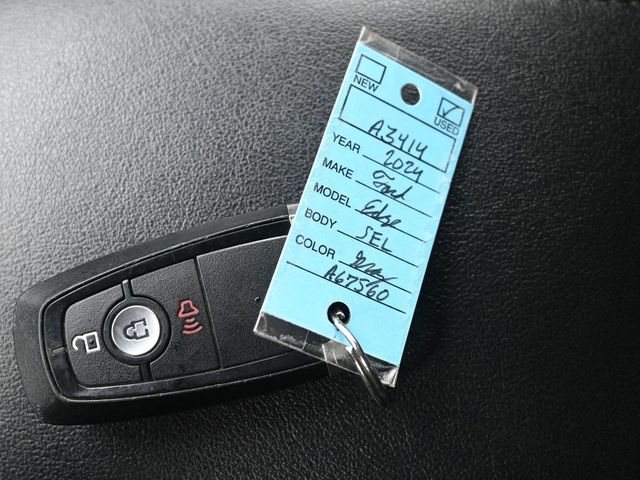 NEW
USED
A3414
YEAR 2024
MAKE Ford
MODEL Edge
BODY SEL
COLOR Gray
A67560